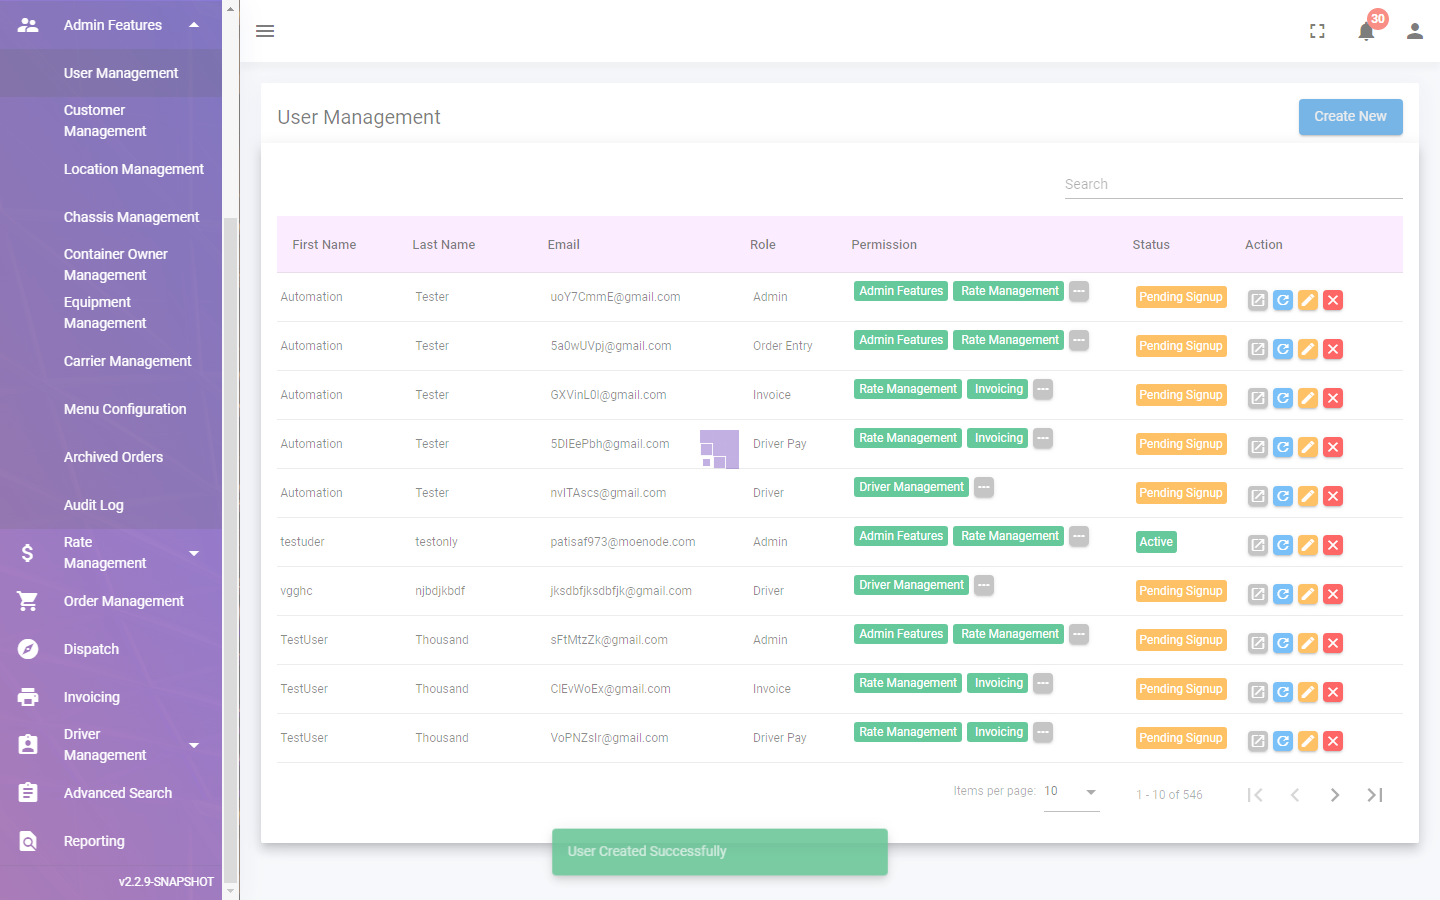 Admin Features
User Management
Customer
Management
Location Management
Chassis Management
Container Owner
Management
Equipment
Management
Carrier Management
Menu Configuration
Archived Orders
Audit Log
Rate
Management
Order Management
Dispatch
Invoicing
Driver
Management
Advanced Search
Reporting
v2.2.9-SNAPSHOT
30
User Management
Create New
Search
First Name Last Name Email Role Permission Status Action
Automation Tester uoY7CmmE@gmail.com Admin Admin Features Rate Management --- Pending Signup
Automation Tester 5a0wUVpj@gmail.com Order Entry Admin Features Rate Management --- Pending Signup
Automation Tester GXVinL0I@gmail.com Invoice Rate Management Invoicing --- Pending Signup
Automation Tester 5DIEePbh@gmail.com Driver Pay Rate Management Invoicing --- Pending Signup
Automation Tester nvITAscs@gmail.com Driver Driver Management --- Pending Signup
testuder testonly patisaf973@moenode.com Admin Admin Features Rate Management --- Active
vgghc njbdjkbdf jksdbfjksdbfjk@gmail.com Driver Driver Management --- Pending Signup
TestUser Thousand sFtMtzZk@gmail.com Admin Admin Features Rate Management --- Pending Signup
TestUser Thousand ClEvWoEx@gmail.com Invoice Rate Management Invoicing --- Pending Signup
TestUser Thousand VoPNZsIr@gmail.com Driver Pay Rate Management Invoicing --- Pending Signup
Items per page: 10 1 - 10 of 546
User Created Successfully